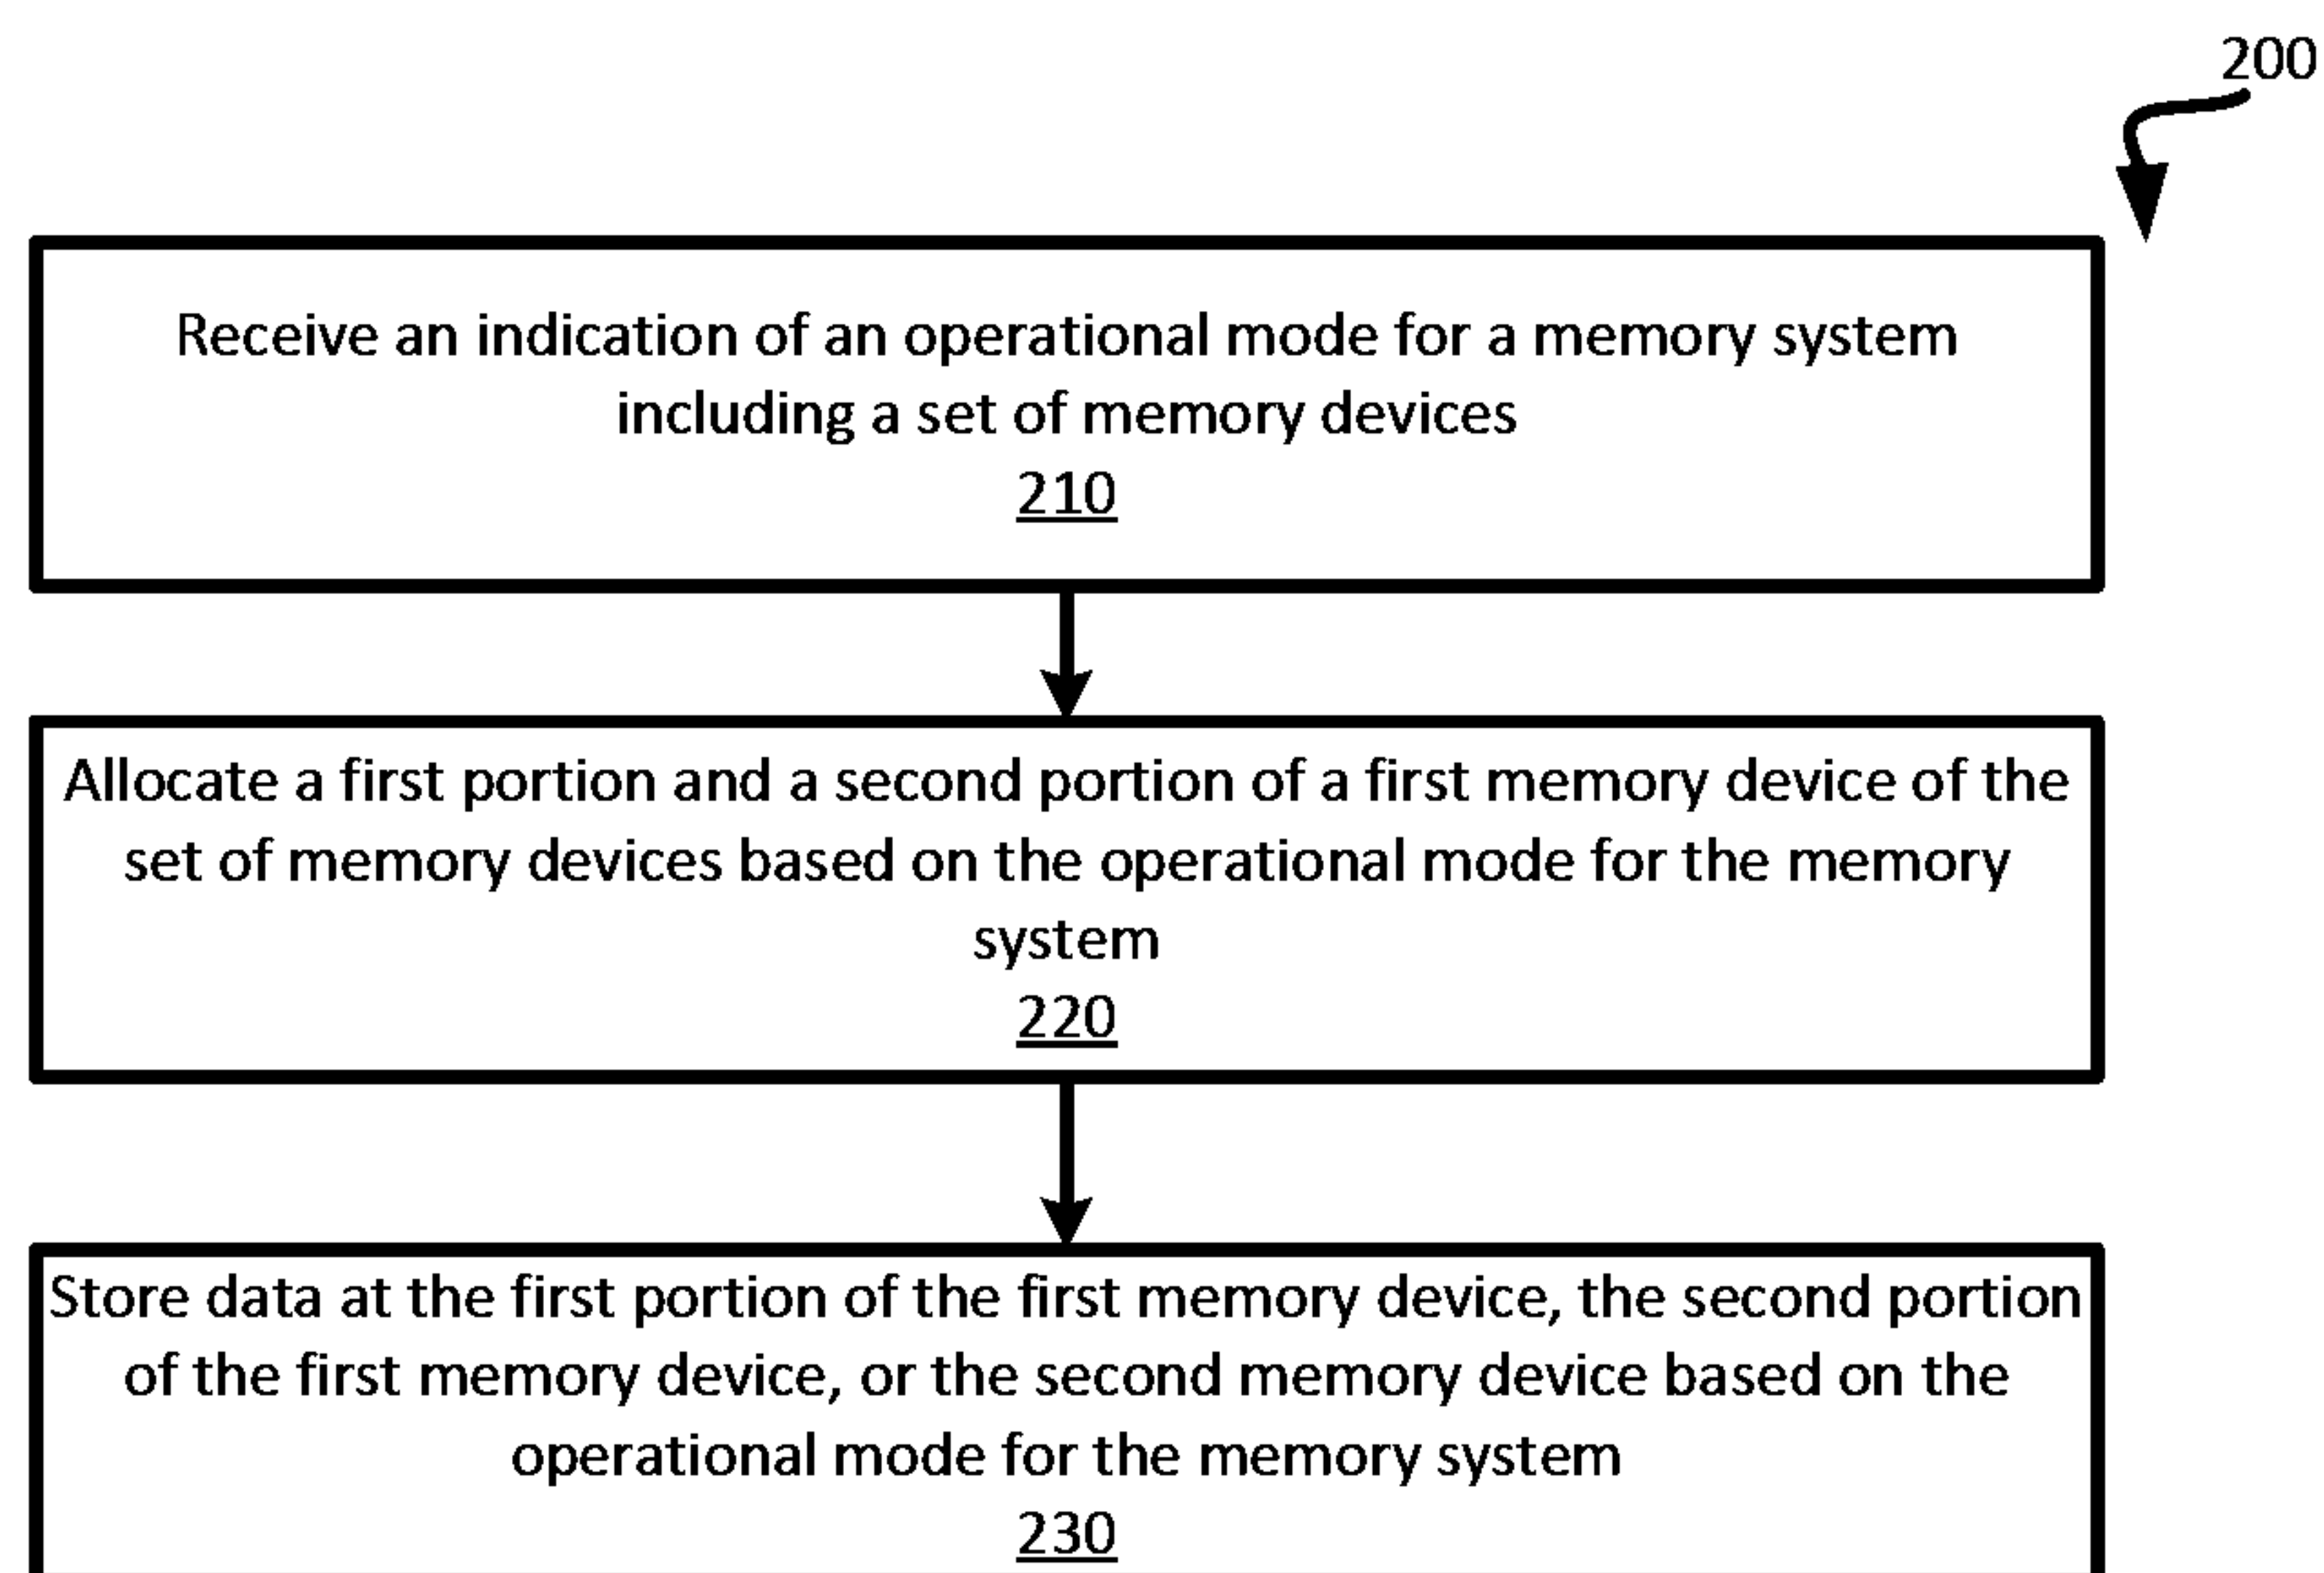 200
Receive an indication of an operational mode for a memory system
including a set of memory devices
210
Allocate a first portion and a second portion of a first memory device of the
set of memory devices based on the operational mode for the memory
system
220
Store data at the first portion of the first memory device, the second portion
of the first memory device, or the second memory device based on the
operational mode for the memory system
230